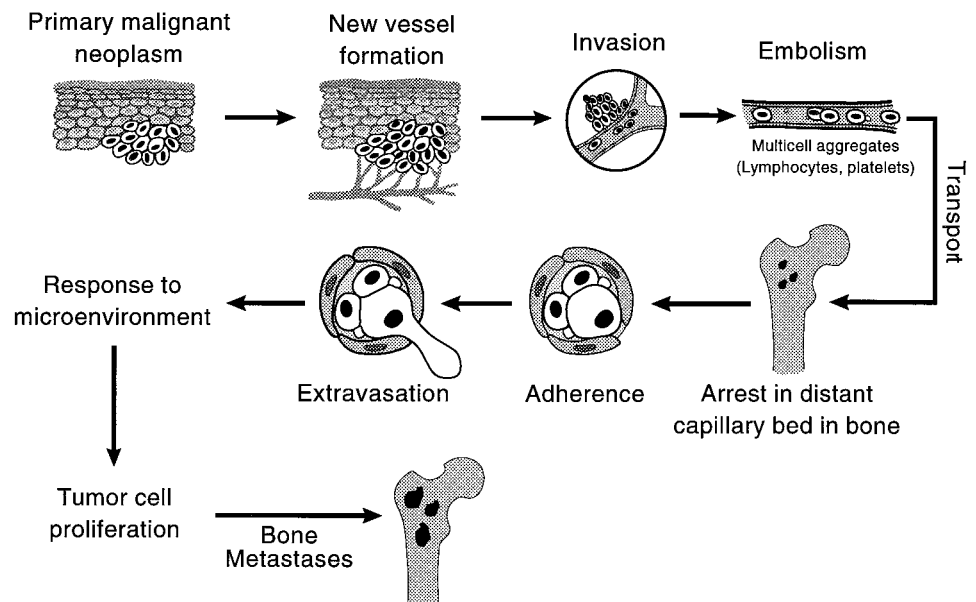 Primary malignant
neoplasm
New vessel
formation
Invasion
Embolism
Multicell aggregates
(Lymphocytes, platelets)
Transport
Arrest in distant
capillary bed in bone
Adherence
Extravasation
Response to
microenvironment
Tumor cell
proliferation
Bone
Metastases